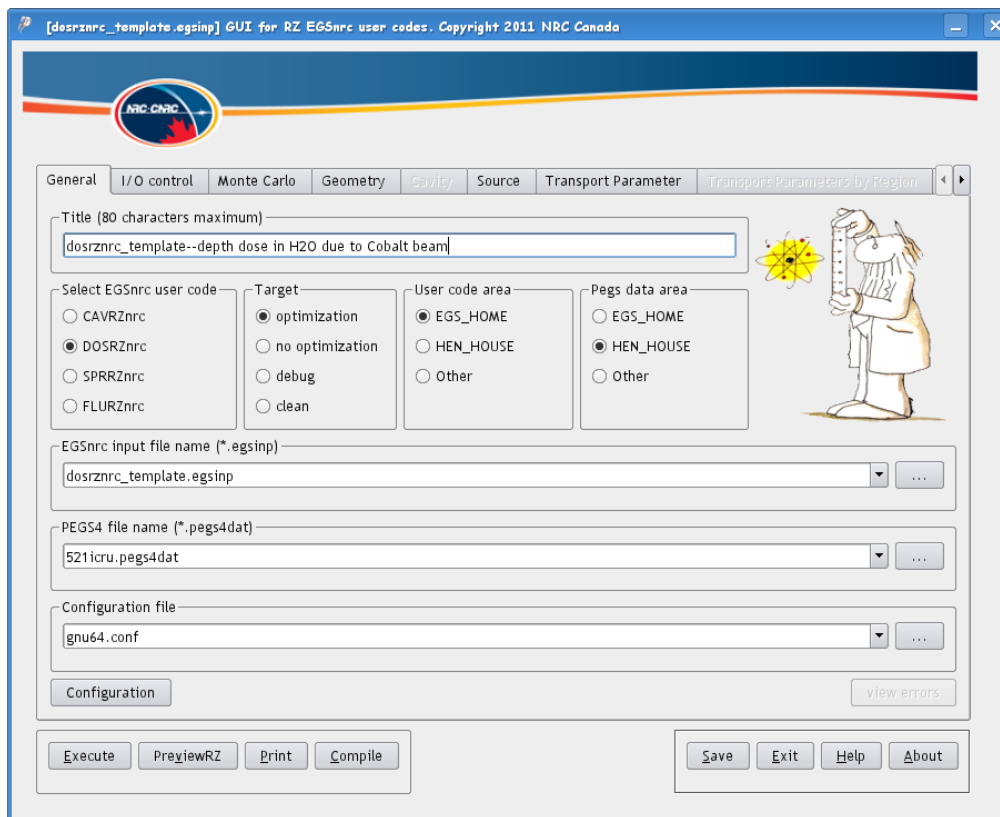 [dosrznrc_template.egsinp] GUI for RZ EGSnrc user codes. Copyright 2011 NRC Canada
NRC·CNRC
General I/O control Monte Carlo Geometry Cavity Source Transport Parameter Transport Parameters by Region
Title (80 characters maximum)
dosrznrc_template--depth dose in H2O due to Cobalt beam
Select EGSnrc user code Target User code area Pegs data area
CAVRZnrc optimization EGS_HOME EGS_HOME
DOSRZnrc no optimization HEN_HOUSE HEN_HOUSE
SPRRZnrc debug Other Other
FLURZnrc clean
EGSnrc input file name (*.egsinp)
dosrznrc_template.egsinp ...
PEGS4 file name (*.pegs4dat)
521icru.pegs4dat ...
Configuration file
gnu64.conf ...
Configuration view errors
Execute PreviewRZ Print Compile Save Exit Help About